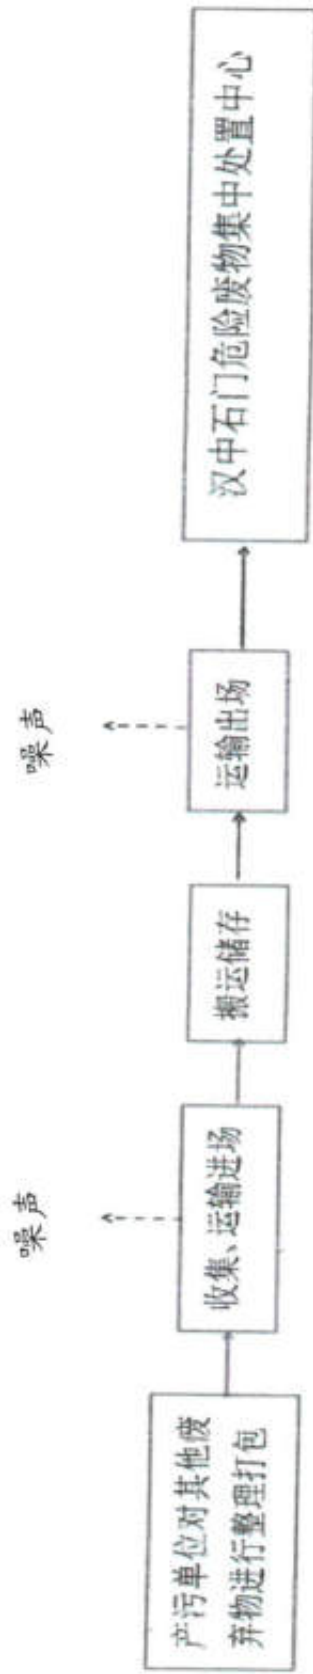 噪声
噪声
产污单位对其他废
弃物进行整理打包
收集、运输进场
搬运储存
运输出场
汉中石门危险废物集中处置中心